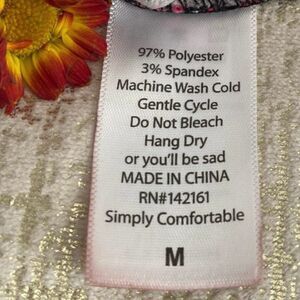 97% Polyester
3% Spandex
Machine Wash Cold
Gentle Cycle
Do Not Bleach
Hang Dry
or you'll be sad
MADE IN CHINA
RN#142161
Simply Comfortable
M